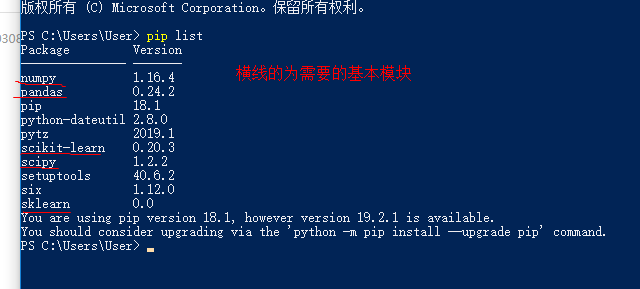 版权所有 (C) Microsoft Corporation。保留所有权利。
9308
PS C:\Users\User> pip list
Package Version
numpy 1.16.4
横线的为需要的基本模块
pandas 0.24.2
pip 18.1
python-dateutil 2.8.0
pytz 2019.1
scikit-learn 0.20.3
scipy 1.2.2
setuptools 40.6.2
six 1.12.0
sklearn 0.0
You are using pip version 18.1, however version 19.2.1 is available.
You should consider upgrading via the 'python -m pip install --upgrade pip' command.
PS C:\Users\User>